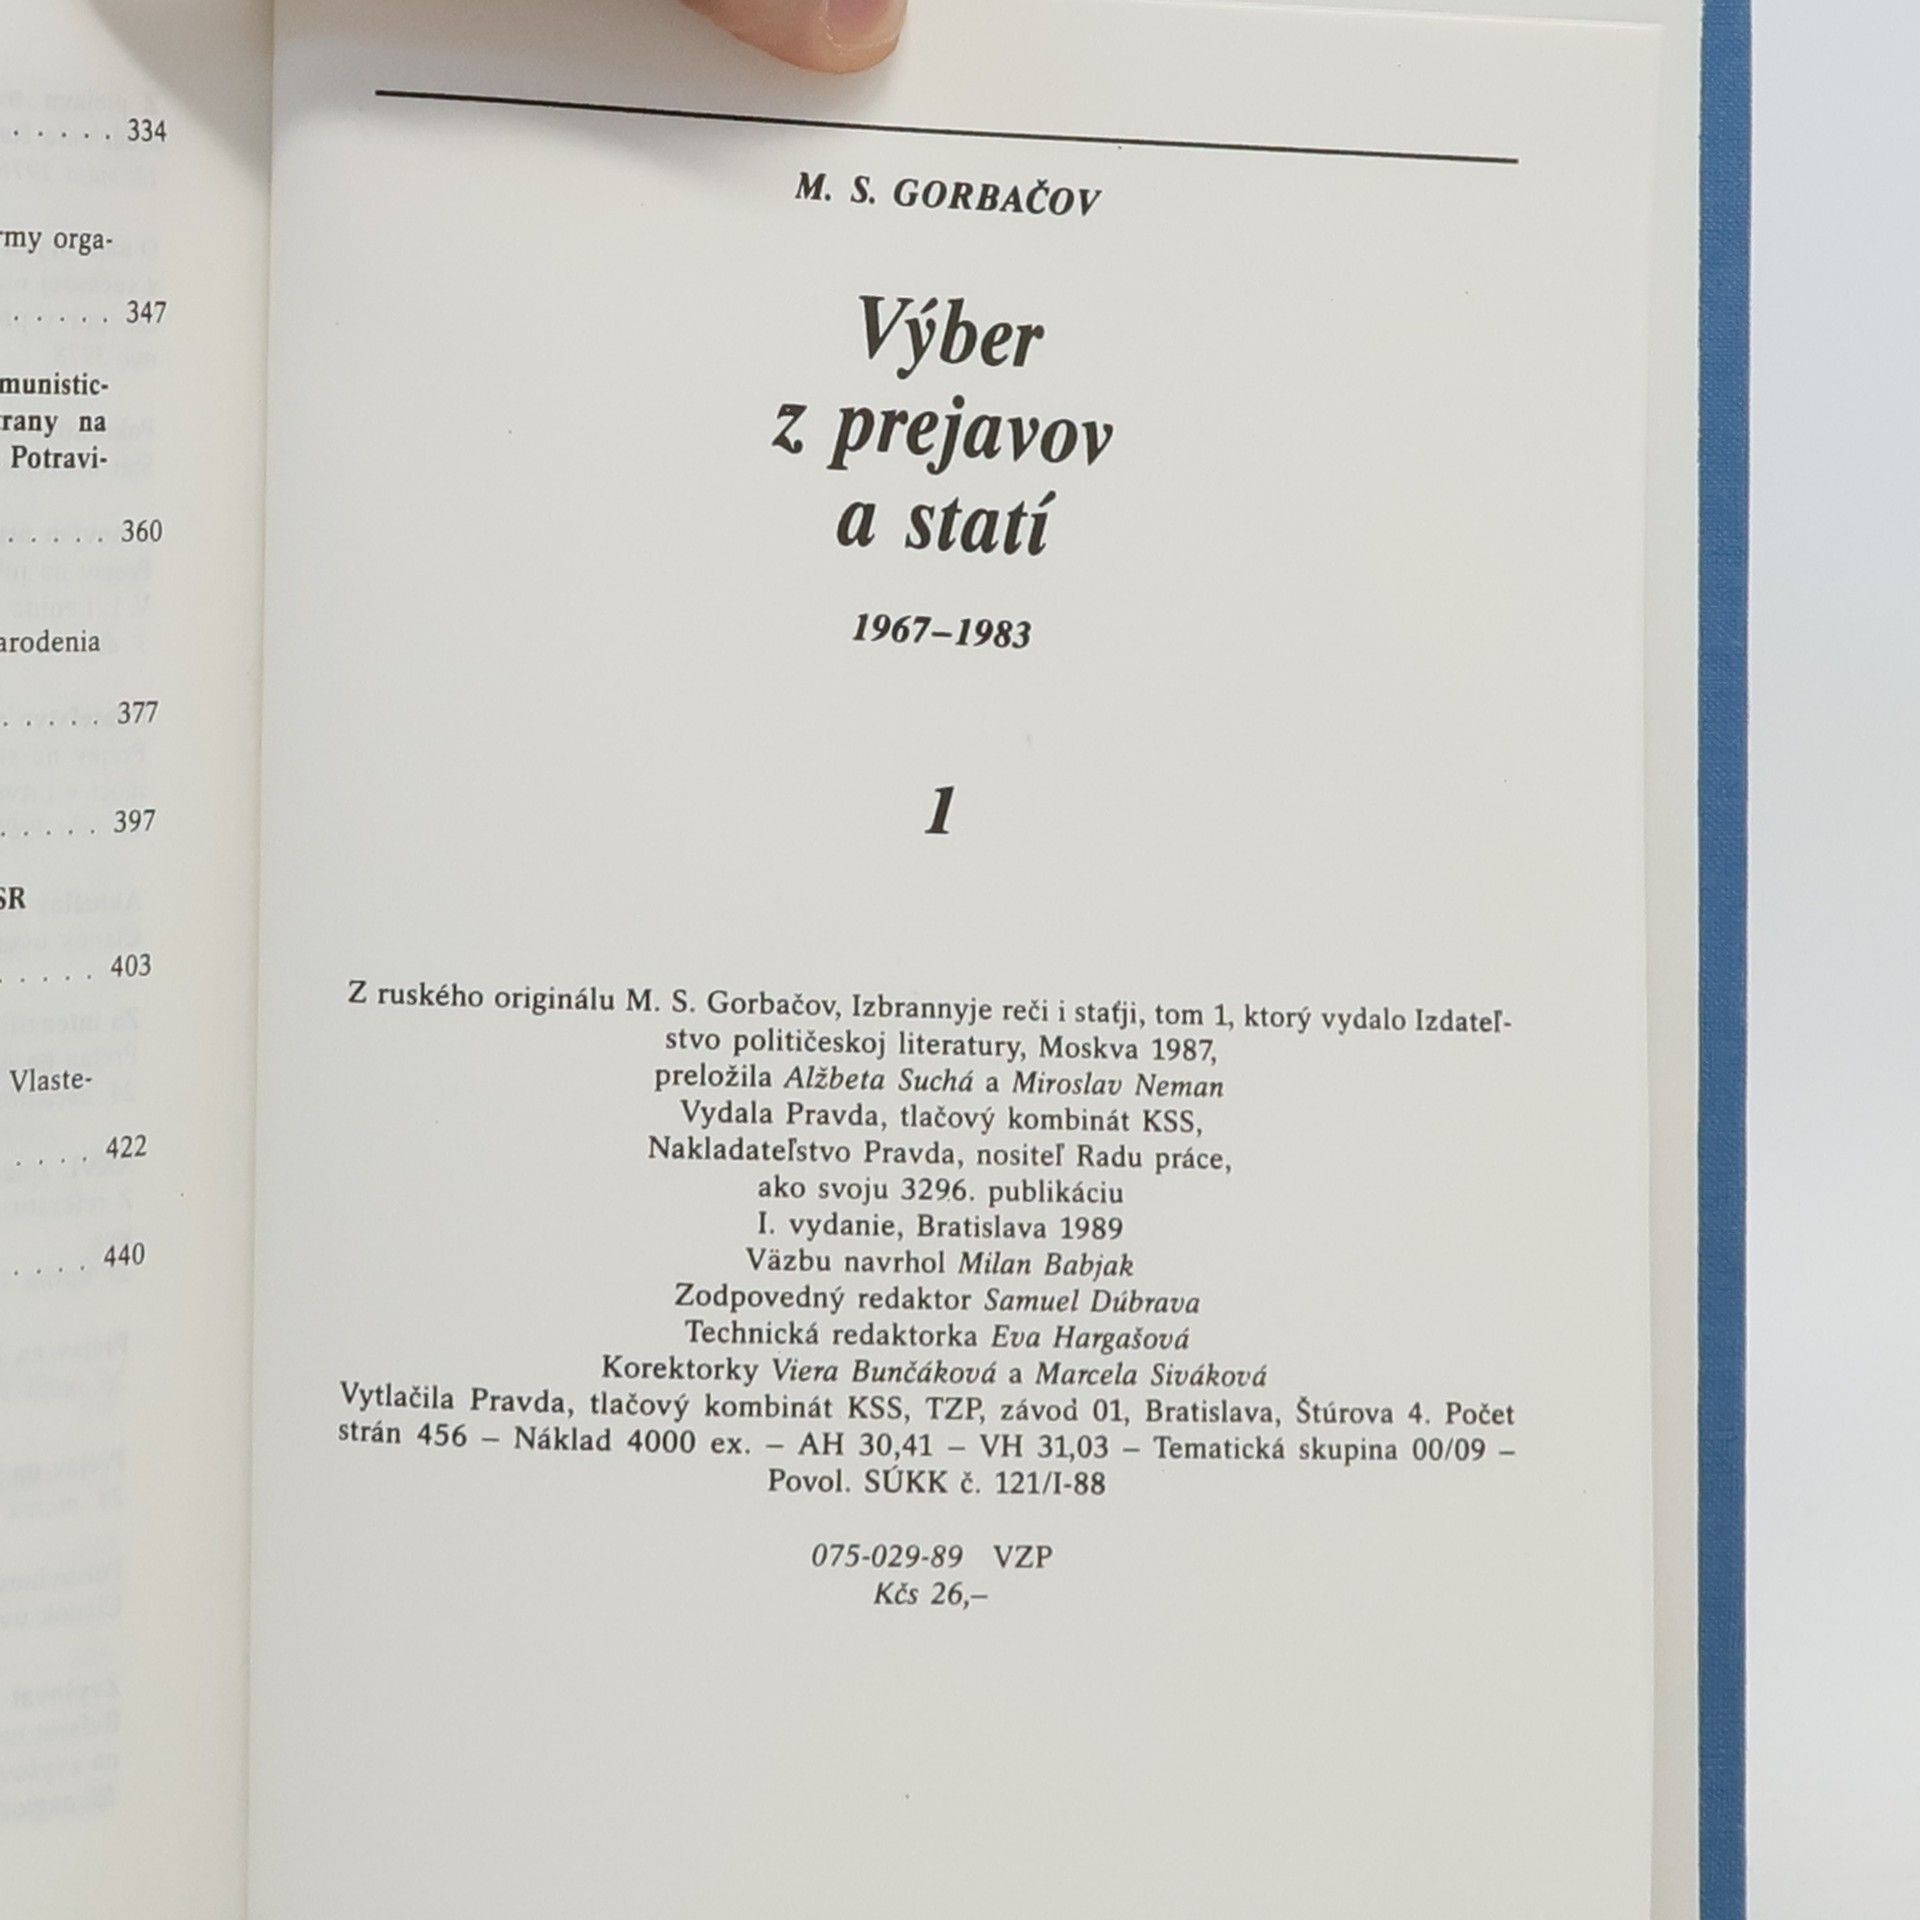 . . . . . 334
rmy orga-
. . . . . 347
munistic-
rany na
Potravi-
. . . . . 360
arodenia
. . . . . 377
. . . . . 397
SR
. . . . . 403
Vlaste-
. . . . 422
. . . . 440
M. S. GORBAČOV
Výber
z prejavov
a statí
1967–1983
1
Z ruského originálu M. S. Gorbačov, Izbrannyje reči i staťji, tom 1, ktorý vydalo Izdateľ-
stvo političeskoj literatury, Moskva 1987,
preložila Alžbeta Suchá a Miroslav Neman
Vydala Pravda, tlačový kombinát KSS,
Nakladateľstvo Pravda, nositeľ Radu práce,
ako svoju 3296. publikáciu
I. vydanie, Bratislava 1989
Väzbu navrhol Milan Babjak
Zodpovedný redaktor Samuel Dúbrava
Technická redaktorka Eva Hargašová
Korektorky Viera Bunčáková a Marcela Siváková
Vytlačila Pravda, tlačový kombinát KSS, TZP, závod 01, Bratislava, Štúrova 4. Počet
strán 456 – Náklad 4000 ex. – AH 30,41 – VH 31,03 – Tematická skupina 00/09 –
Povol. SÚKK č. 121/I-88
075-029-89 VZP
Kčs 26,–